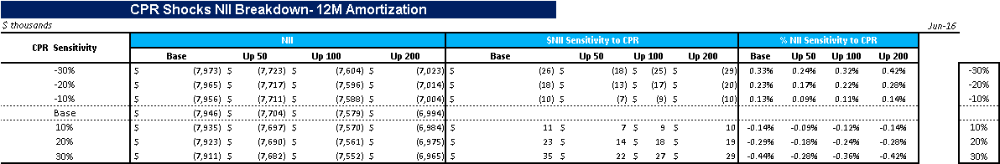 CPR Shocks NII Breakdown- 12M Amortization
$ thousands Jun-16
CPR Sensitivity NII $NII Sensitivity to CPR % NII Sensitivity to CPR
Base Up 50 Up 100 Up 200 Base Up 50 Up 100 Up 200 Base Up 50 Up 100 Up 200
-30% $ (7,973) $ (7,723) $ (7,604) $ (7,023) $ (26) $ (18) $ (25) $ (29) 0.33% 0.24% 0.32% 0.42% -30%
-20% $ (7,965) $ (7,717) $ (7,596) $ (7,014) $ (18) $ (13) $ (17) $ (20) 0.23% 0.17% 0.22% 0.28% -20%
-10% $ (7,956) $ (7,711) $ (7,588) $ (7,004) $ (10) $ (7) $ (9) $ (10) 0.13% 0.09% 0.11% 0.14% -10%
Base $ (7,946) $ (7,704) $ (7,579) $ (6,994)
10% $ (7,935) $ (7,697) $ (7,570) $ (6,984) $ 11 $ 7 $ 9 $ 10 -0.14% -0.09% -0.12% -0.14% 10%
20% $ (7,923) $ (7,690) $ (7,561) $ (6,975) $ 23 $ 14 $ 18 $ 19 -0.29% -0.18% -0.24% -0.28% 20%
30% $ (7,911) $ (7,682) $ (7,552) $ (6,965) $ 35 $ 22 $ 27 $ 29 -0.44% -0.28% -0.36% -0.42% 30%